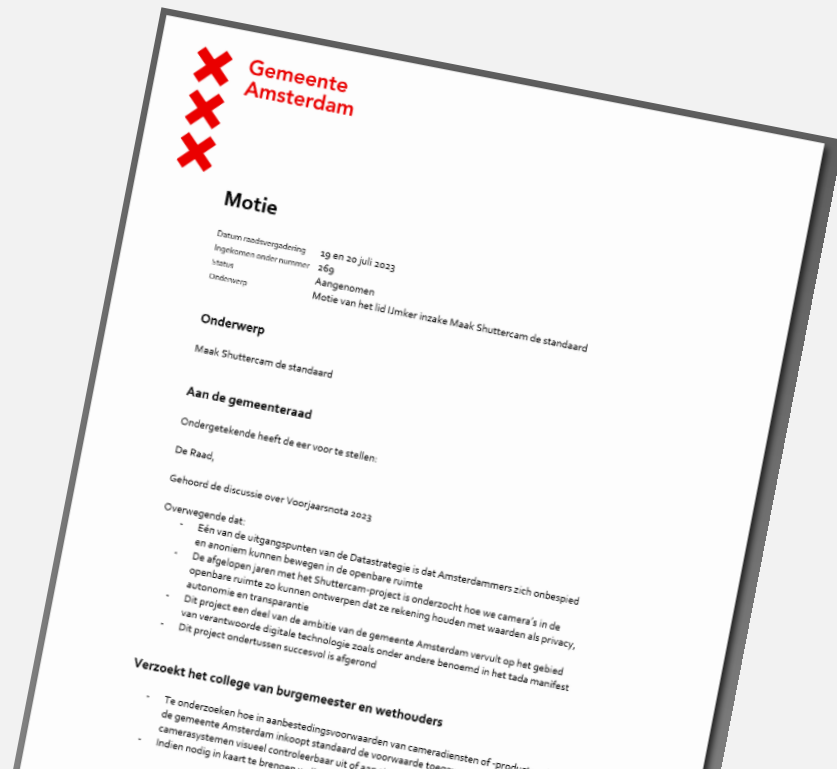 Gemeente
Amsterdam
Motie
Datum raadsvergadering 19 en 20 juli 2023
Ingekomen onder nummer 269
Status Aangenomen
Onderwerp Motie van het lid IJmker inzake Maak Shuttercam de standaard
Onderwerp
Maak Shuttercam de standaard
Aan de gemeenteraad
Ondergetekende heeft de eer voor te stellen:
De Raad,
Gehoord de discussie over Voorjaarsnota 2023
Overwegende dat:
- Eén van de uitgangspunten van de Datastrategie is dat Amsterdammers zich onbespied
en anoniem kunnen bewegen in de openbare ruimte
- De afgelopen jaren met het Shuttercam-project is onderzocht hoe we camera's in de
openbare ruimte zo kunnen ontwerpen dat ze rekening houden met waarden als privacy,
autonomie en transparantie
- Dit project een deel van de ambitie van de gemeente Amsterdam vervult op het gebied
van verantwoorde digitale technologie zoals onder andere benoemd in het tada manifest
- Dit project ondertussen succesvol is afgerond
Verzoekt het college van burgemeester en wethouders
- Te onderzoeken hoe in aanbestedingsvoorwaarden van cameradiensten of
de gemeente Amsterdam inkoopt standaard de voorwaarde
camerasystemen visueel controleerbaar uit of
- Indien nodig in kaart te brengen